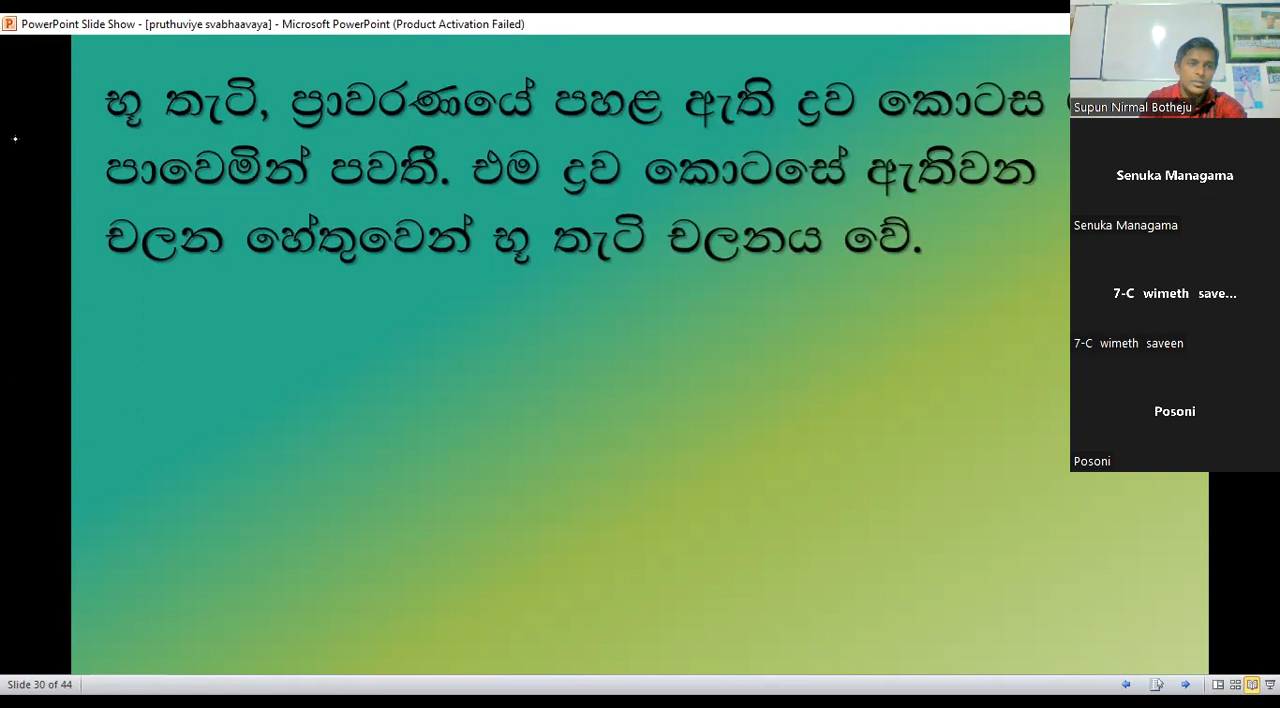 PowerPoint Slide Show - [pruthuviye svabhaavaya] - Microsoft PowerPoint (Product Activation Failed)
භූ තැටි, ප්‍රාවරණයේ පහළ ඇති ද්‍රව කොටස
පාවෙමින් පවතී. එම ද්‍රව කොටසේ ඇතිවන
චලන හේතුවෙන් භූ තැටි චලනය වේ.
Supun Nirmal Botheju
Senuka Managama
Senuka Managama
7-C wimeth save...
7-C wimeth saveen
Posoni
Posoni
Slide 30 of 44